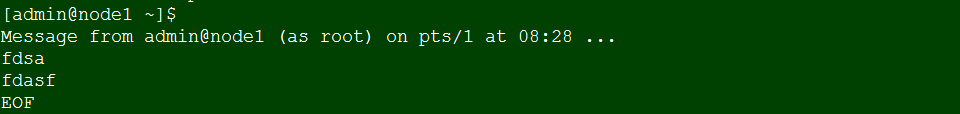 [admin@node1 ~]$
Message from admin@node1 (as root) on pts/1 at 08:28 ...
fdsa
fdasf
EOF